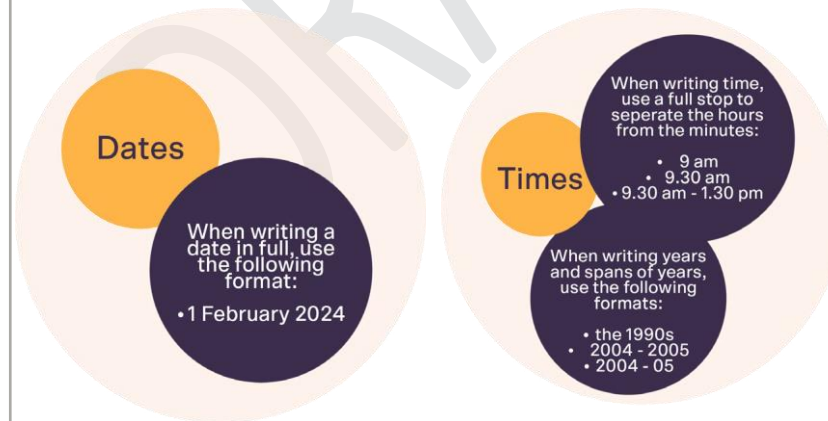 Dates
When writing a
date in full, use
the following
format:
•1 February 2024
Times
When writing time,
use a full stop to
seperate the hours
from the minutes:
• 9 am
• 9.30 am
• 9.30 am - 1.30 pm
When writing years
and spans of years,
use the following
formats:
• the 1990s
• 2004 - 2005
• 2004 - 05